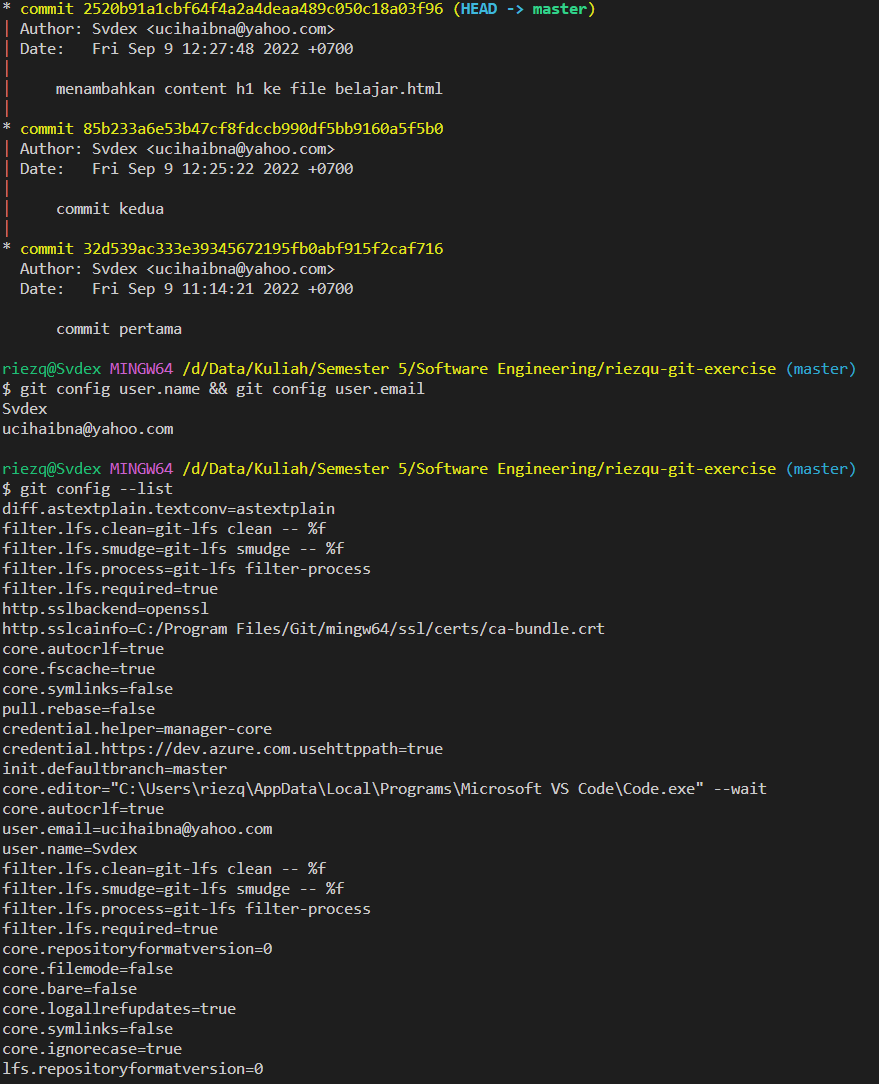 * commit 2520b91a1cbf64f4a2a4deaa489c050c18a03f96 (HEAD -> master)
| Author: Svdex <ucihaibna@yahoo.com>
| Date:   Fri Sep 9 12:27:48 2022 +0700
|
|     menambahkan content h1 ke file belajar.html
|
* commit 85b233a6e53b47cf8fdccb990df5bb9160a5f5b0
| Author: Svdex <ucihaibna@yahoo.com>
| Date:   Fri Sep 9 12:25:22 2022 +0700
|
|     commit kedua
|
* commit 32d539ac333e39345672195fb0abf915f2caf716
  Author: Svdex <ucihaibna@yahoo.com>
  Date:   Fri Sep 9 11:14:21 2022 +0700

      commit pertama

riezq@Svdex MINGW64 /d/Data/Kuliah/Semester 5/Software Engineering/riezqu-git-exercise (master)
$ git config user.name && git config user.email
Svdex
ucihaibna@yahoo.com

riezq@Svdex MINGW64 /d/Data/Kuliah/Semester 5/Software Engineering/riezqu-git-exercise (master)
$ git config --list
diff.astextplain.textconv=astextplain
filter.lfs.clean=git-lfs clean -- %f
filter.lfs.smudge=git-lfs smudge -- %f
filter.lfs.process=git-lfs filter-process
filter.lfs.required=true
http.sslbackend=openssl
http.sslcainfo=C:/Program Files/Git/mingw64/ssl/certs/ca-bundle.crt
core.autocrlf=true
core.fscache=true
core.symlinks=false
pull.rebase=false
credential.helper=manager-core
credential.https://dev.azure.com.usehttppath=true
init.defaultbranch=master
core.editor="C:\Users\riezq\AppData\Local\Programs\Microsoft VS Code\Code.exe" --wait
core.autocrlf=true
user.email=ucihaibna@yahoo.com
user.name=Svdex
filter.lfs.clean=git-lfs clean -- %f
filter.lfs.smudge=git-lfs smudge -- %f
filter.lfs.process=git-lfs filter-process
filter.lfs.required=true
core.repositoryformatversion=0
core.filemode=false
core.bare=false
core.logallrefupdates=true
core.symlinks=false
core.ignorecase=true
lfs.repositoryformatversion=0